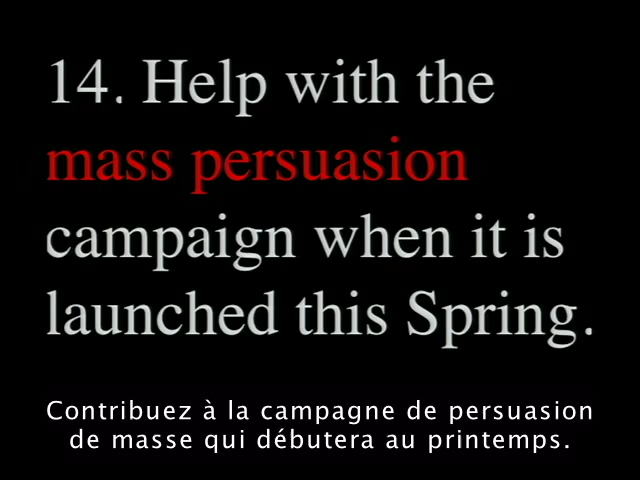 14. Help with the
mass persuasion
campaign when it is
launched this Spring.
Contribuez à la campagne de persuasion
de masse qui débutera au printemps.